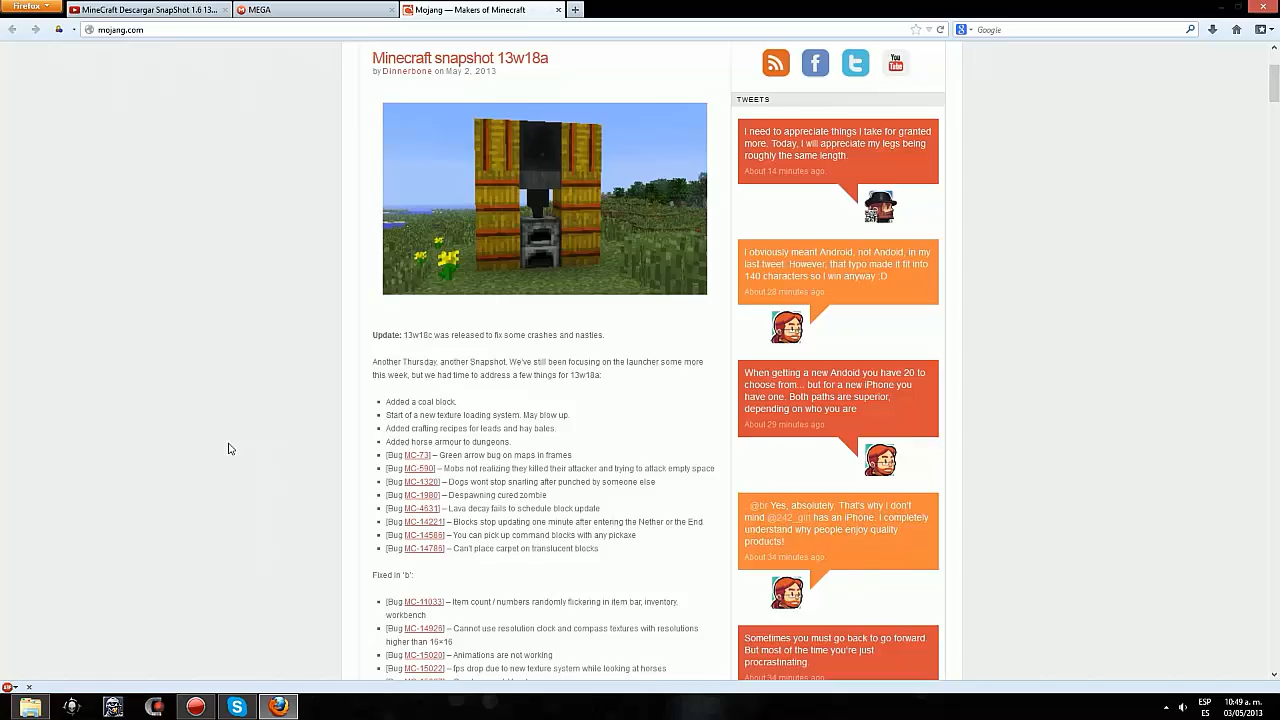 Firefox
MineCraft Descargar SnapShot 1.6 13...
MEGA
Mojang — Makers of Minecraft
mojang.com
Google
Minecraft snapshot 13w18a
by Dinnerbone on May 2, 2013
Update: 13w18c was released to fix some crashes and nasties.
Another Thursday, another Snapshot. We've still been focusing on the launcher some more
this week, but we had time to address a few things for 13w18a:
Added a coal block.
Start of a new texture loading system. May blow up.
Added crafting recipes for leads and hay bales.
Added horse armour to dungeons.
[Bug MC-73] – Green arrow bug on maps in frames
[Bug MC-590] – Mobs not realizing they killed their attacker and trying to attack empty space
[Bug MC-1320] – Dogs wont stop snarling after punched by someone else
[Bug MC-1980] – Despawning cured zombie
[Bug MC-4631] – Lava decay fails to schedule block update
[Bug MC-14221] – Blocks stop updating one minute after entering the Nether or the End
[Bug MC-14586] – You can pick up command blocks with any pickaxe
[Bug MC-14786] – Can't place carpet on translucent blocks
Fixed in 'b':
[Bug MC-11033] – Item count / numbers randomly flickering in item bar, inventory,
workbench
[Bug MC-14926] – Cannot use resolution clock and compass textures with resolutions
higher than 16×16
[Bug MC-15020] – Animations are not working
[Bug MC-15022] – fps drop due to new texture system while looking at horses
You
Tube
TWEETS
I need to appreciate things I take for granted
more. Today, I will appreciate my legs being
roughly the same length.
About 14 minutes ago.
I obviously meant Android, not Andoid, in my
last tweet. However, that typo made it fit into
140 characters so I win anyway :D
About 28 minutes ago.
When getting a new Andoid you have 20 to
choose from... but for a new iPhone you
have one. Both paths are superior,
depending on who you are
About 29 minutes ago.
Yes, absolutely. That's why I don't
mind @242_girl has an iPhone. I completely
understand why people enjoy quality
products!
About 34 minutes ago.
Sometimes you must go back to go forward.
But most of the time you're just
procrastinating.
About 34 minutes ago.
ESP
ES
10:49 a. m.
03/05/2013